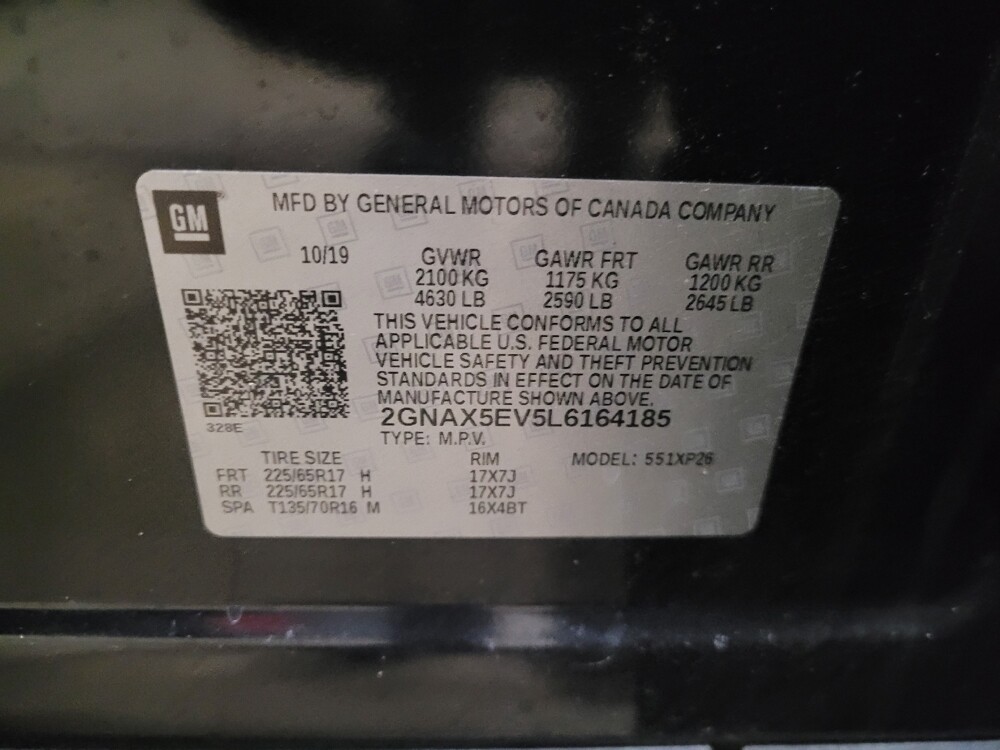 GM
MFD BY GENERAL MOTORS OF CANADA COMPANY
10/19 GVWR GAWR FRT GAWR RR
2100 KG 1175 KG 1200 KG
4630 LB 2590 LB 2645 LB
THIS VEHICLE CONFORMS TO ALL
APPLICABLE U.S. FEDERAL MOTOR
VEHICLE SAFETY AND THEFT PREVENTION
STANDARDS IN EFFECT ON THE DATE OF
MANUFACTURE SHOWN ABOVE.
2GNAX5EV5L6164185
328E
TYPE: M.P.V.
TIRE SIZE RIM MODEL: 551XP26
FRT 225/65R17 H 17X7J
RR 225/65R17 H 17X7J
SPA T135/70R16 M 16X4BT